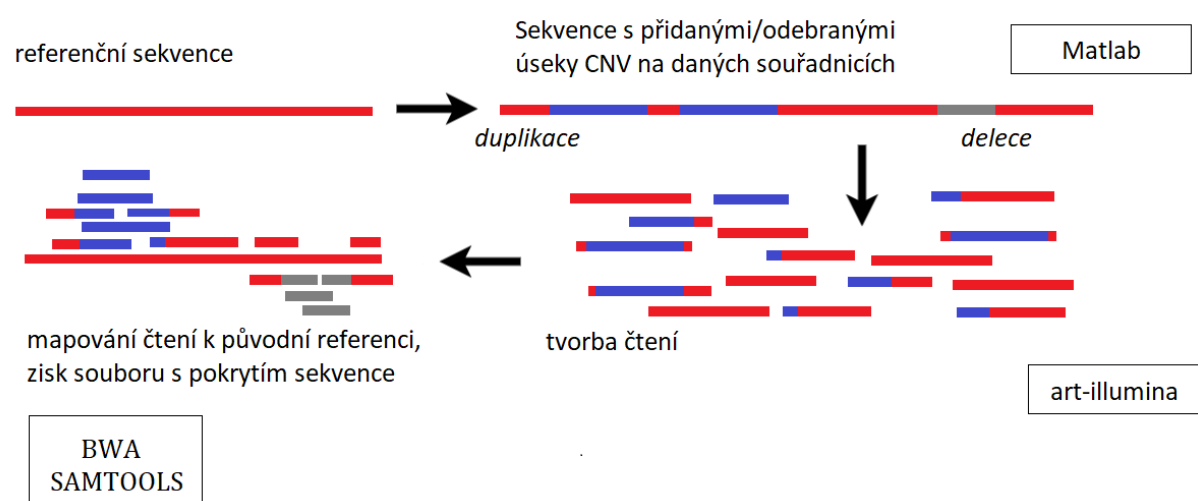 referenční sekvence
Sekvence s přidanými/odebranými
úseky CNV na daných souřadnicích
Matlab
duplikace
delece
mapování čtení k původní referenci,
zisk souboru s pokrytím sekvence
tvorba čtení
art-illumina
BWA
SAMTOOLS
.